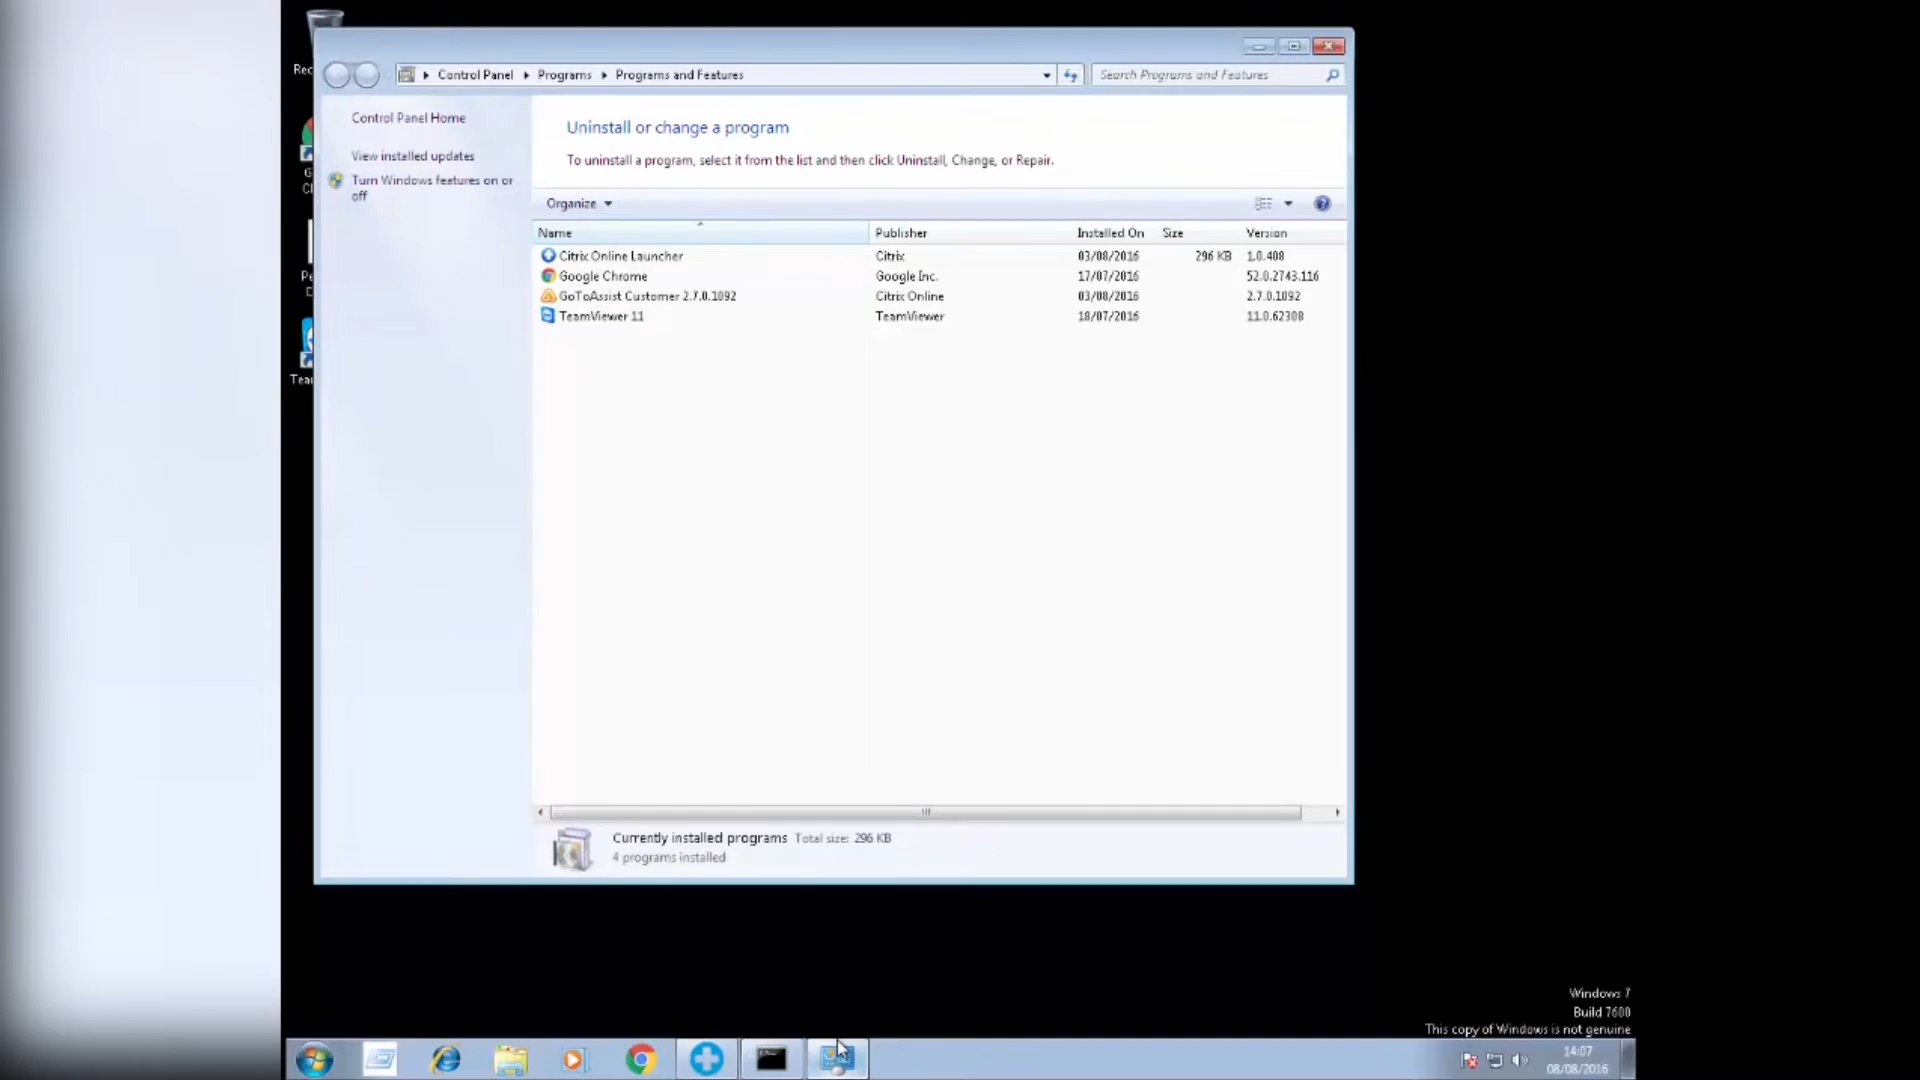 Rec
Control Panel
Programs
Programs and Features
Search Programs and Features
Control Panel Home
View installed updates
Turn Windows features on or
off
Uninstall or change a program
To uninstall a program, select it from the list and then click Uninstall, Change, or Repair.
Organize
Name Publisher Installed On Size Version
Citrix Online Launcher Citrix 03/08/2016 296 KB 1.0.408
Google Chrome Google Inc. 17/07/2016 52.0.2743.116
GoToAssist Customer 2.7.0.1092 Citrix Online 03/08/2016 2.7.0.1092
TeamViewer 11 TeamViewer 18/07/2016 11.0.62308
G
Cl
Pe
D
Tea
Currently installed programs Total size: 296 KB
4 programs installed
Windows 7
Build 7600
This copy of Windows is not genuine
14:07
08/08/2016